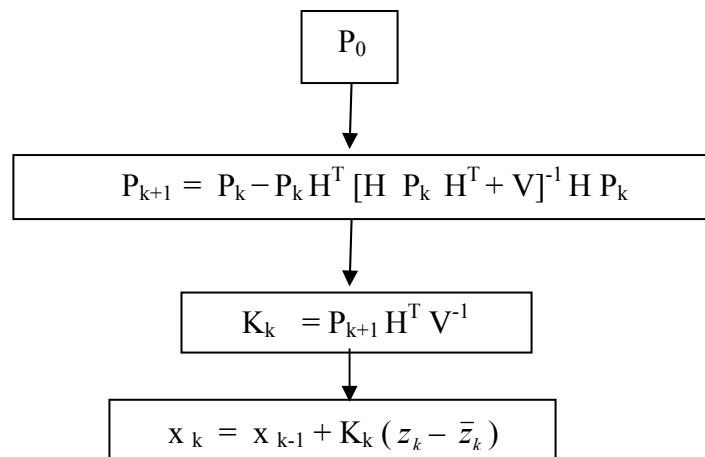 P₀
Pₖ₊₁ = Pₖ – Pₖ Hᵀ [H Pₖ Hᵀ + V]⁻¹ H Pₖ
Kₖ = Pₖ₊₁ Hᵀ V⁻¹
x ₖ = x ₖ₋₁ + Kₖ ( zₖ – z̄ₖ )